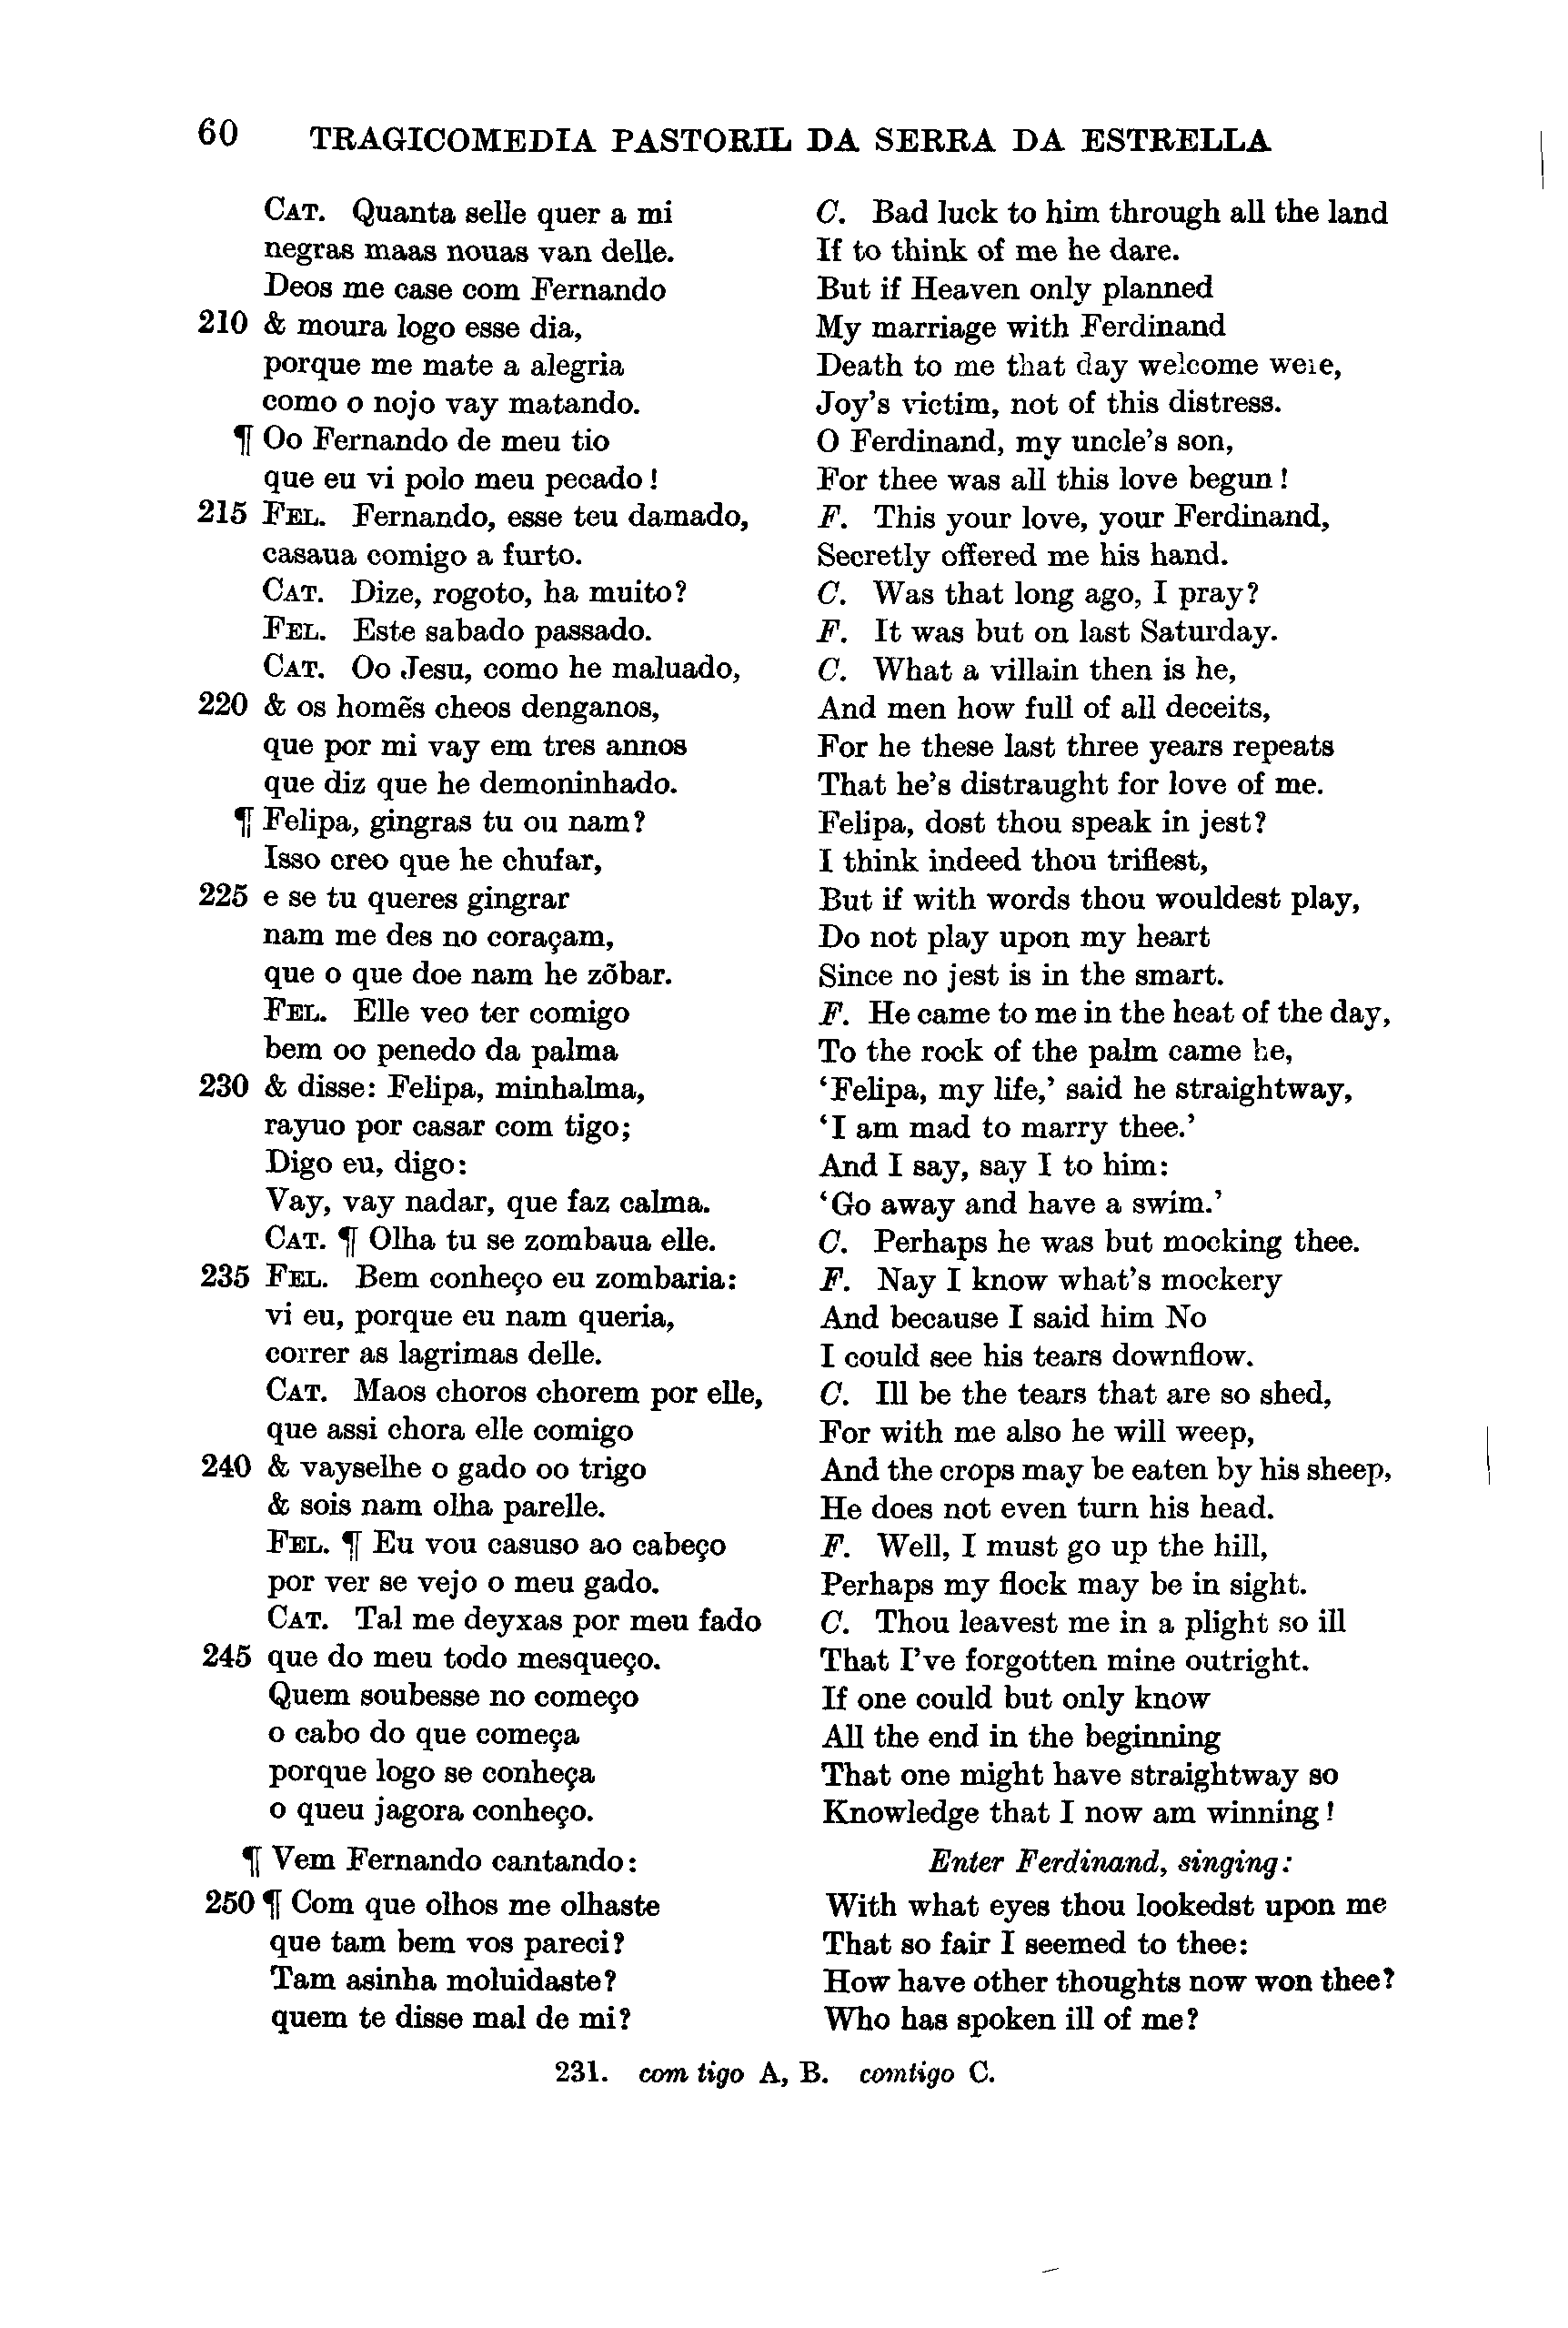 60 TRAGICOMEDIA PASTORIL DA SERRA DA ESTRELLA
CAT. Quanta selle quer a mi
negras maas nouas van delle.
Deos me case com Fernando
210 & moura logo esse dia,
porque me mate a alegria
como o nojo vay matando.
¶ Oo Fernando de meu tio
que eu vi polo meu pecado!
215 FEL. Fernando, esse teu damado,
casaua comigo a furto.
CAT. Dize, rogoto, ha muito?
FEL. Este sabado passado.
CAT. Oo Jesu, como he maluado,
220 & os homẽs cheos denganos,
que por mi vay em tres annos
que diz que he demoninhado.
¶ Felipa, gingras tu ou nam?
Isso creo que he chufar,
225 e se tu queres gingrar
nam me des no coraçam,
que o que doe nam he zõbar.
FEL. Elle veo ter comigo
bem oo penedo da palma
230 & disse: Felipa, minhalma,
rayuo por casar com tigo;
Digo eu, digo:
Vay, vay nadar, que faz calma.
CAT. ¶ Olha tu se zombaua elle.
235 FEL. Bem conheço eu zombaria:
vi eu, porque eu nam queria,
correr as lagrimas delle.
CAT. Maos choros chorem por elle,
que assi chora elle comigo
240 & vayselhe o gado oo trigo
& sois nam olha parelle.
FEL. ¶ Eu vou casuso ao cabeço
por ver se vejo o meu gado.
CAT. Tal me deyxas por meu fado
245 que do meu todo mesqueço.
Quem soubesse no começo
o cabo do que começa
porque logo se conheça
o queu jagora conheço.
¶ Vem Fernando cantando:
250 ¶ Com que olhos me olhaste
que tam bem vos pareci?
Tam asinha moluidaste?
quem te disse mal de mi?
C. Bad luck to him through all the land
If to think of me he dare.
But if Heaven only planned
My marriage with Ferdinand
Death to me that day welcome were,
Joy's victim, not of this distress.
O Ferdinand, my uncle's son,
For thee was all this love begun!
F. This your love, your Ferdinand,
Secretly offered me his hand.
C. Was that long ago, I pray?
F. It was but on last Saturday.
C. What a villain then is he,
And men how full of all deceits,
For he these last three years repeats
That he's distraught for love of me.
Felipa, dost thou speak in jest?
I think indeed thou triflest,
But if with words thou wouldest play,
Do not play upon my heart
Since no jest is in the smart.
F. He came to me in the heat of the day,
To the rock of the palm came he,
'Felipa, my life,' said he straightway,
'I am mad to marry thee.'
And I say, say I to him:
'Go away and have a swim.'
C. Perhaps he was but mocking thee.
F. Nay I know what's mockery
And because I said him No
I could see his tears downflow.
C. Ill be the tears that are so shed,
For with me also he will weep,
And the crops may be eaten by his sheep,
He does not even turn his head.
F. Well, I must go up the hill,
Perhaps my flock may be in sight.
C. Thou leavest me in a plight so ill
That I've forgotten mine outright.
If one could but only know
All the end in the beginning
That one might have straightway so
Knowledge that I now am winning!
Enter Ferdinand, singing:
With what eyes thou lookedst upon me
That so fair I seemed to thee:
How have other thoughts now won thee?
Who has spoken ill of me?
231. com tigo A, B. comtigo C.